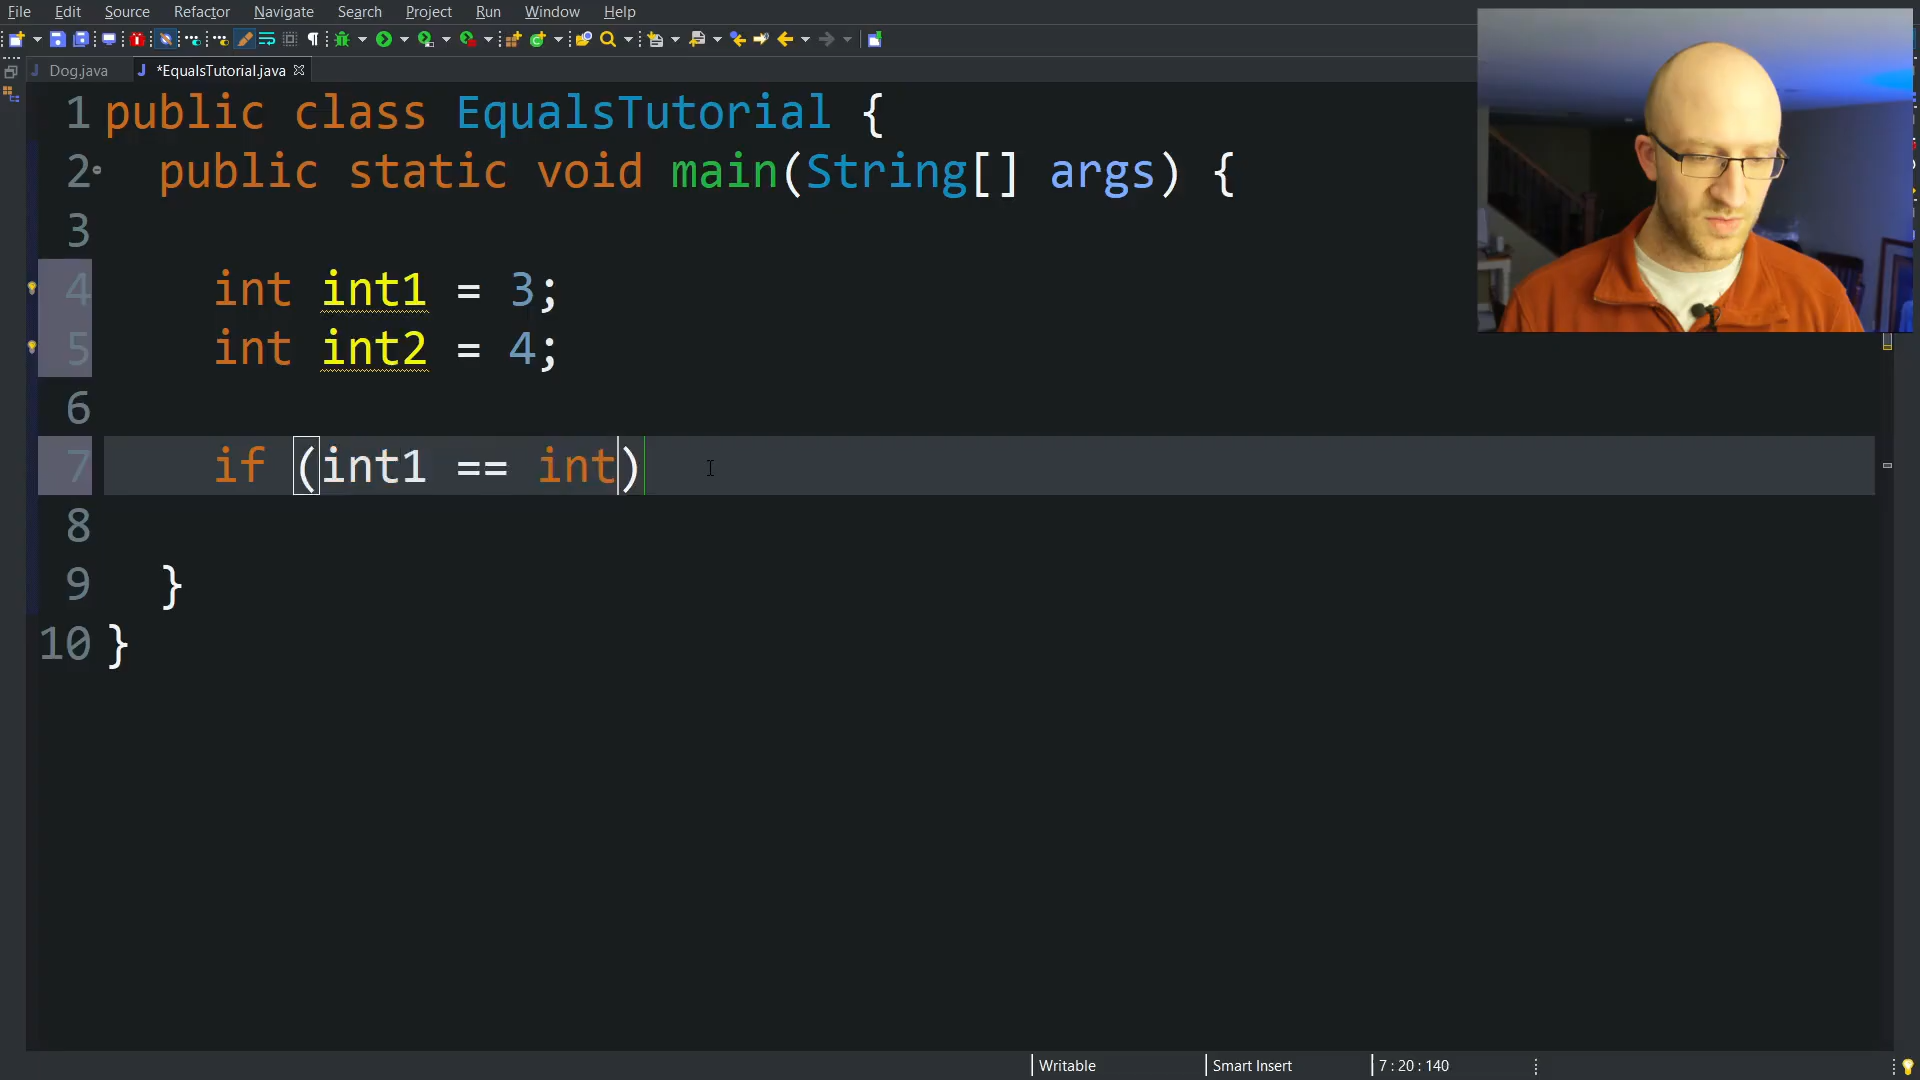 File Edit Source Refactor Navigate Search Project Run Window Help
Dog.java *EqualsTutorial.java
1 public class EqualsTutorial {
2 public static void main(String[] args) {
3
4 int int1 = 3;
5 int int2 = 4;
6
7 if (int1 == int)
8
9 }
10 }
Writable Smart Insert 7 : 20 : 140